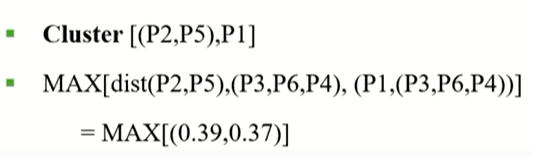 Cluster [(P2,P5),P1]
MAX[dist(P2,P5),(P3,P6,P4), (P1,(P3,P6,P4))]
= MAX[(0.39,0.37)]